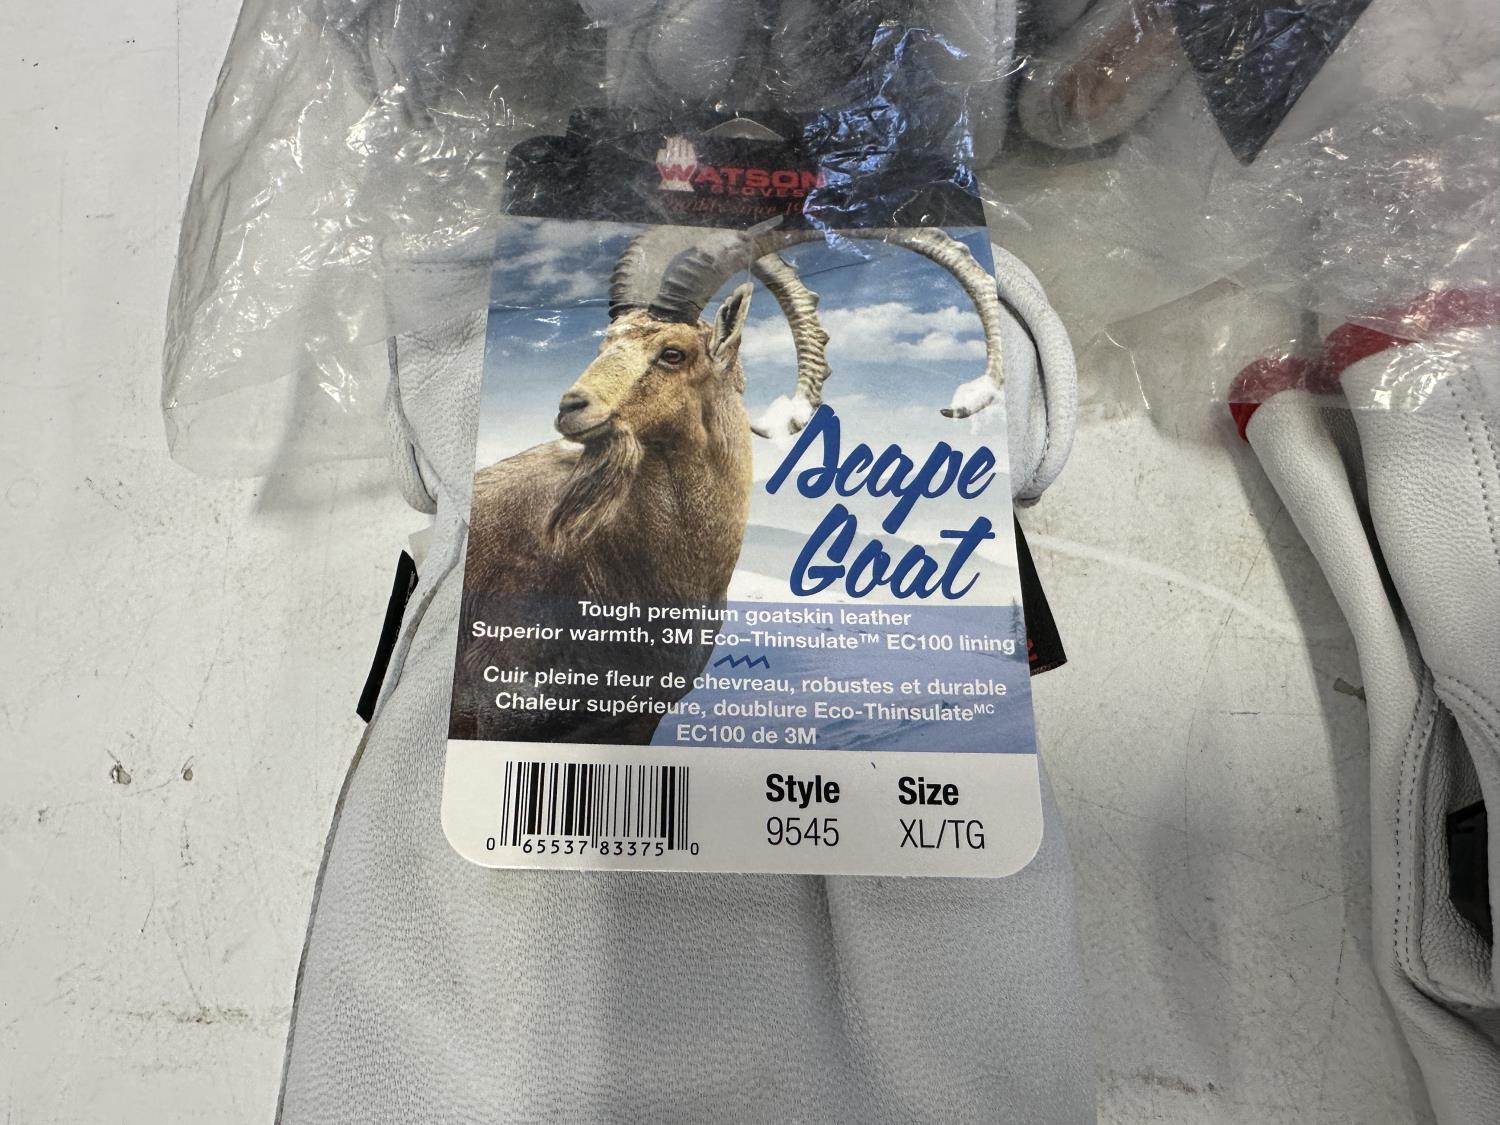 WATSON
GLOVES
Scape
Goat
Tough premium goatskin leather
Superior warmth, 3M Eco–Thinsulate™ EC100 lining
Cuir pleine fleur de chevreau, robustes et durable
Chaleur supérieure, doublure Eco-ThinsulateMC
EC100 de 3M
Style Size
9545 XL/TG
0 65537 83375 0